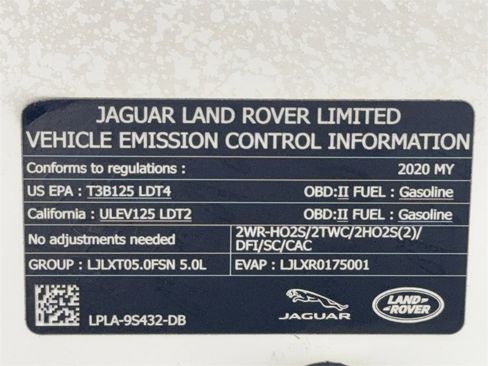 JAGUAR LAND ROVER LIMITED
VEHICLE EMISSION CONTROL INFORMATION
Conforms to regulations : 2020 MY
US EPA : T3B125 LDT4 OBD:II FUEL : Gasoline
California : ULEV125 LDT2 OBD:II FUEL : Gasoline
No adjustments needed 2WR-HO2S/2TWC/2HO2S(2)/
DFI/SC/CAC
GROUP : LJLXT05.0FSN 5.0L EVAP : LJLXR0175001
LPLA-9S432-DB JAGUAR LAND-
ROVER